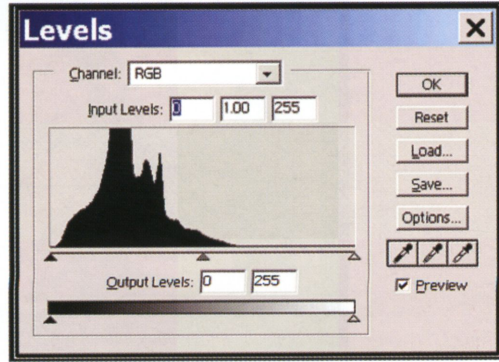 Levels
Channel: RGB
Input Levels: 0 1.00 255
OK
Reset
Load...
Save...
Options...
Output Levels: 0 255
Preview